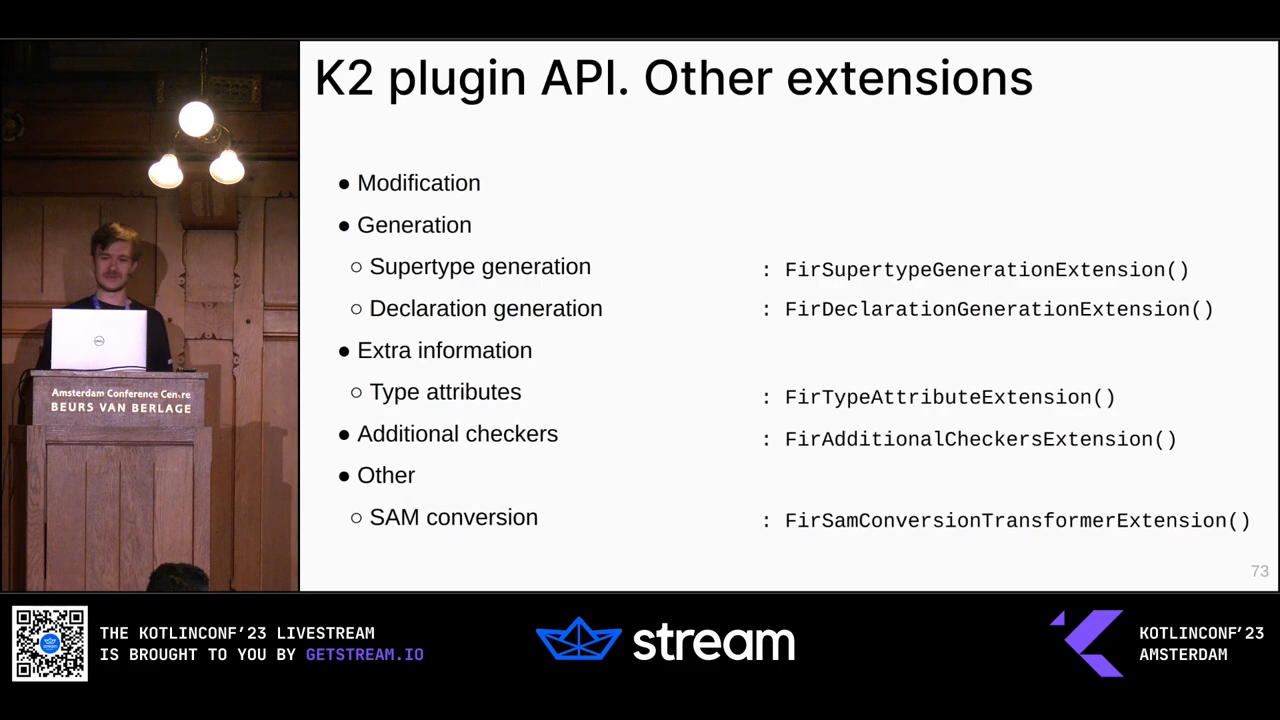 K2 plugin API. Other extensions
● Modification
● Generation
○ Supertype generation : FirSupertypeGenerationExtension()
○ Declaration generation : FirDeclarationGenerationExtension()
● Extra information
○ Type attributes : FirTypeAttributeExtension()
● Additional checkers : FirAdditionalCheckersExtension()
● Other
○ SAM conversion : FirSamConversionTransformerExtension()
73
DELL
Amsterdam Conference Centre
BEURS VAN BERLAGE
THE KOTLINCONF’23 LIVESTREAM
IS BROUGHT TO YOU BY GETSTREAM.IO
stream
KOTLINCONF’23
AMSTERDAM